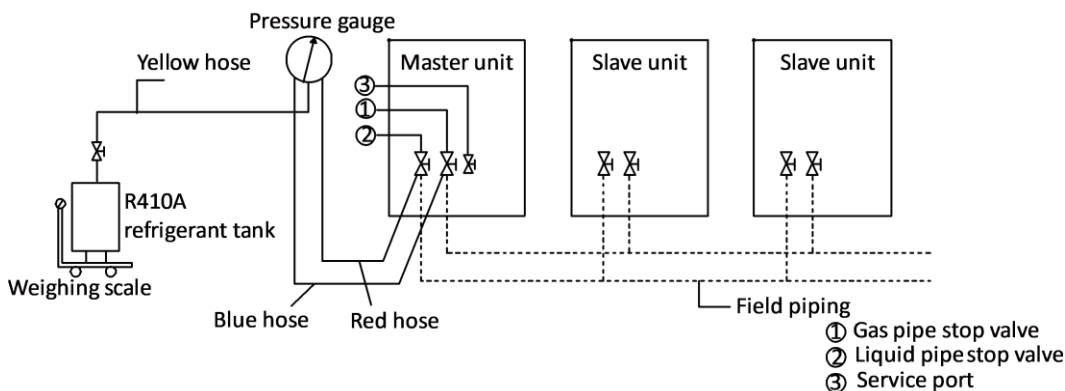 Pressure gauge
Yellow hose
Master unit
Slave unit
Slave unit
③
①
②
R410A
refrigerant tank
Weighing scale
Blue hose
Red hose
Field piping
① Gas pipe stop valve
② Liquid pipe stop valve
③ Service port